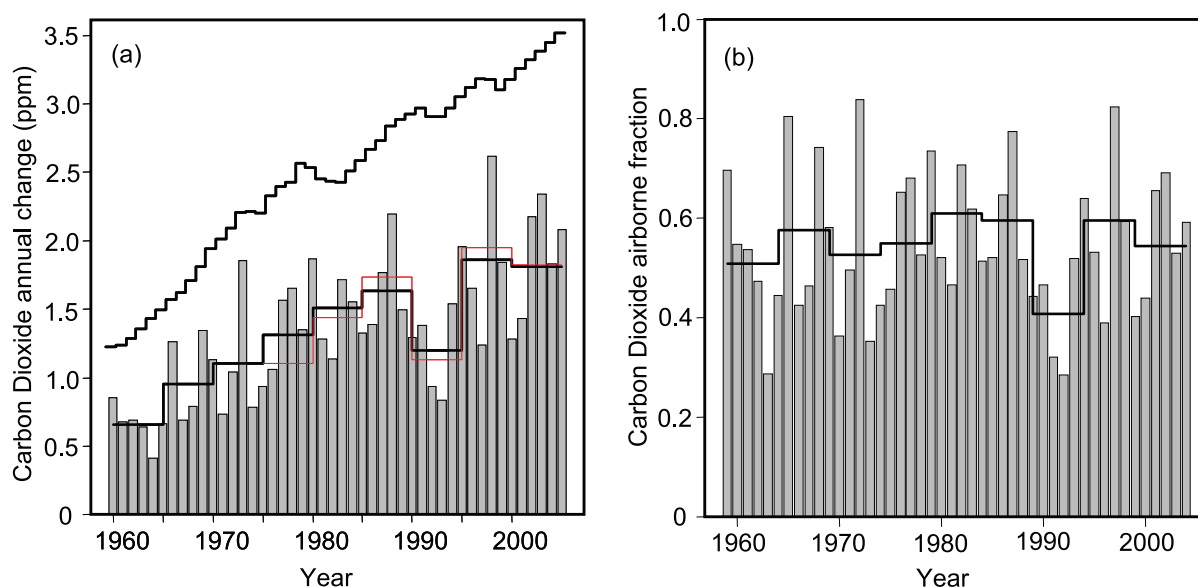 (a)
Carbon Dioxide annual change (ppm)
3.5
3.0
2.5
2.0
1.5
1.0
0.5
0
1960 1970 1980 1990 2000
Year
(b)
Carbon Dioxide airborne fraction
1.0
0.8
0.6
0.4
0.2
0
1960 1970 1980 1990 2000
Year